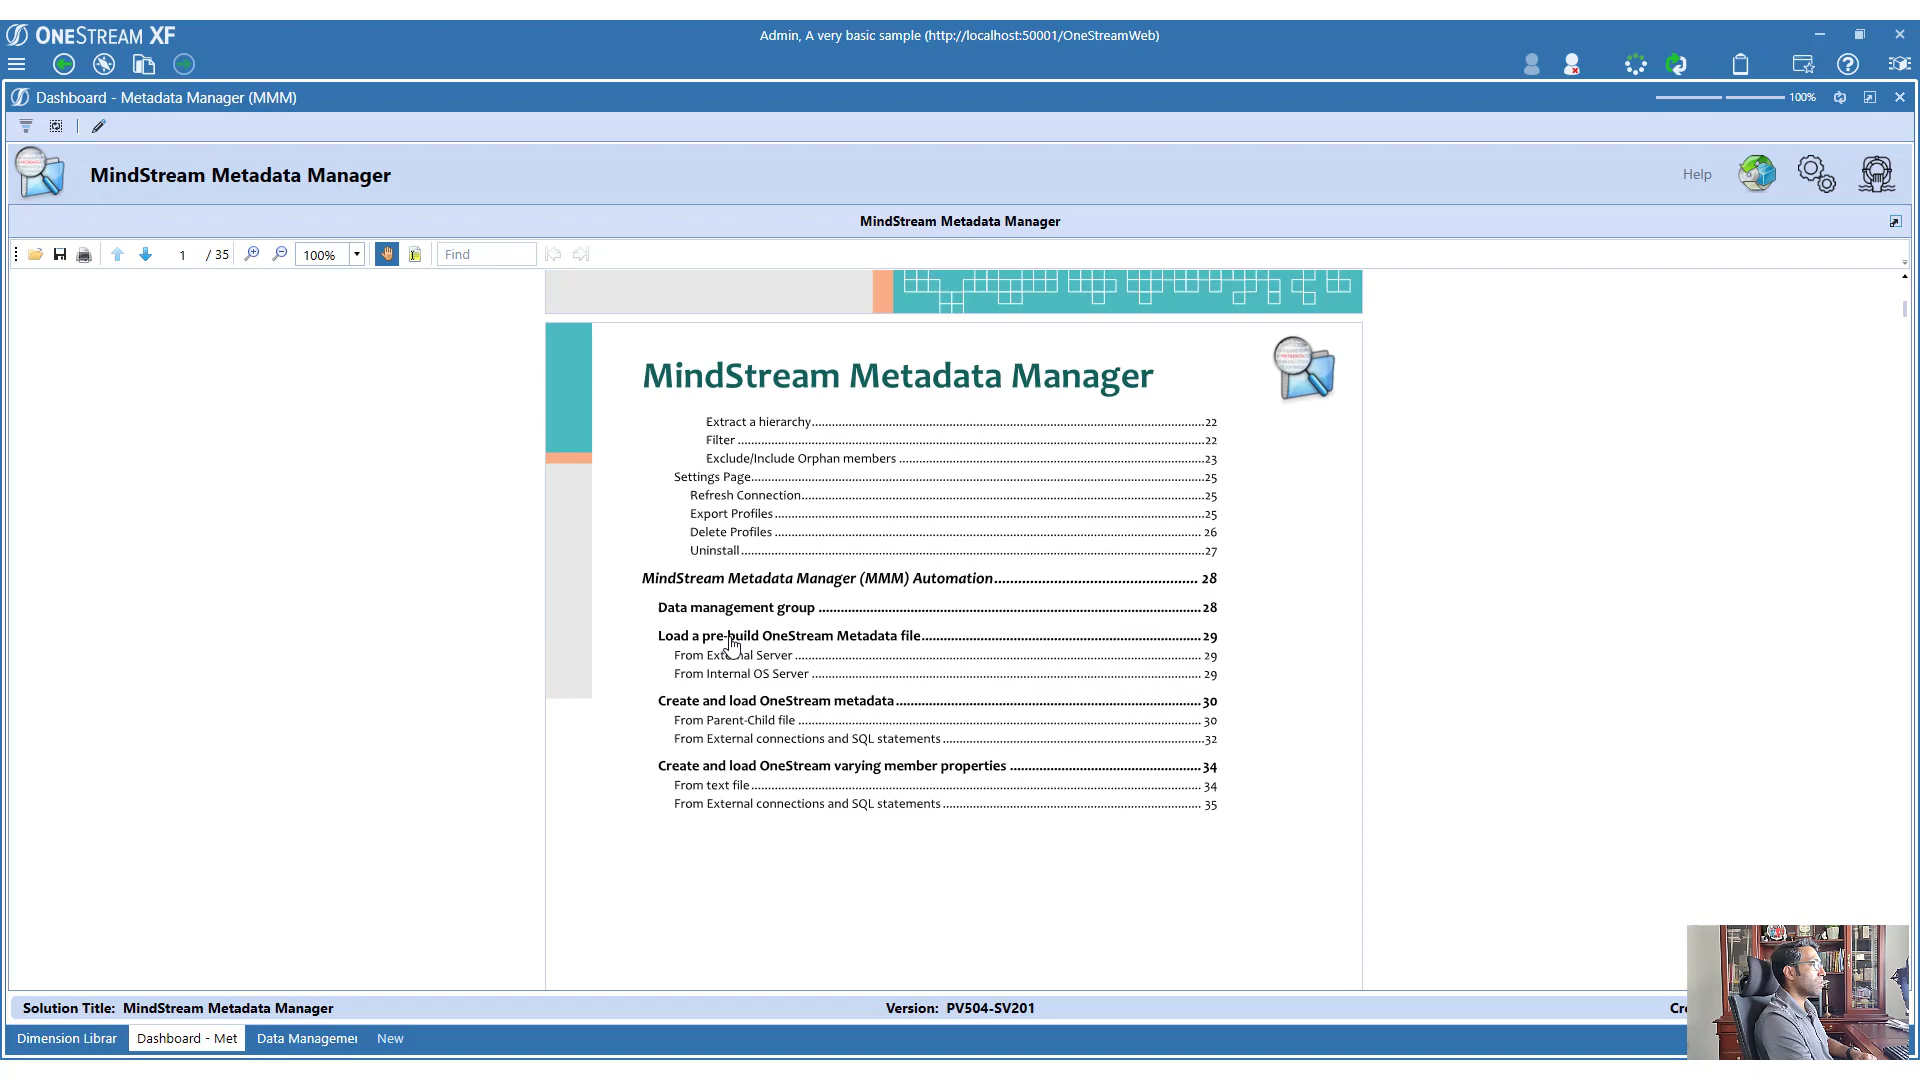 ONESTREAM XF
Admin, A very basic sample (http://localhost:50001/OneStreamWeb)
Dashboard - Metadata Manager (MMM)
100%
MindStream Metadata Manager
Help
MindStream Metadata Manager
1 / 35
100%
Find
MindStream Metadata Manager
Extract a hierarchy 22
Filter 22
Exclude/Include Orphan members 23
Settings Page 25
Refresh Connection 25
Export Profiles 25
Delete Profiles 26
Uninstall 27
MindStream Metadata Manager (MMM) Automation 28
Data management group 28
Load a pre-build OneStream Metadata file 29
From External Server 29
From Internal OS Server 29
Create and load OneStream metadata 30
From Parent-Child file 30
From External connections and SQL statements 32
Create and load OneStream varying member properties 34
From text file 34
From External connections and SQL statements 35
Solution Title: MindStream Metadata Manager
Version: PV504-SV201
Cr
Dimension Librar
Dashboard - Met
Data Managemer
New